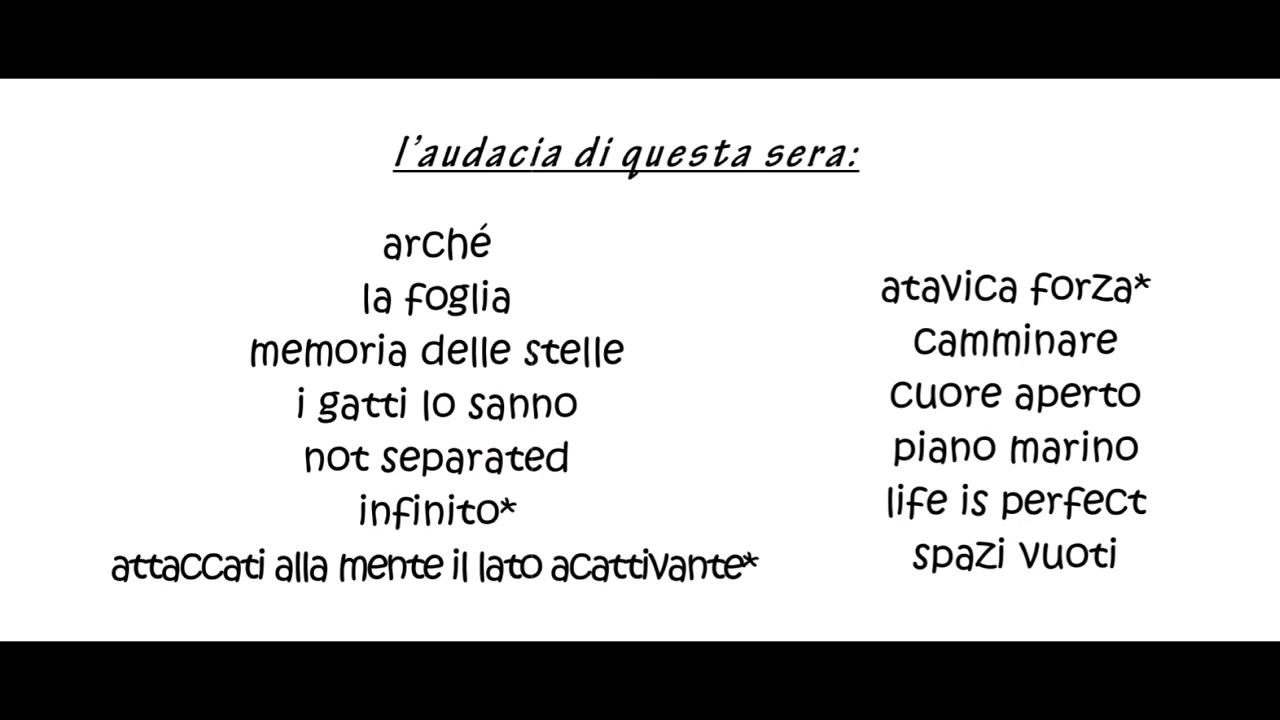 l'audacia di questa sera:
arché
la foglia
memoria delle stelle
i gatti lo sanno
not separated
infinito*
attaccati alla mente il lato acattivante*
atavica forza*
camminare
cuore aperto
piano marino
life is perfect
spazi vuoti